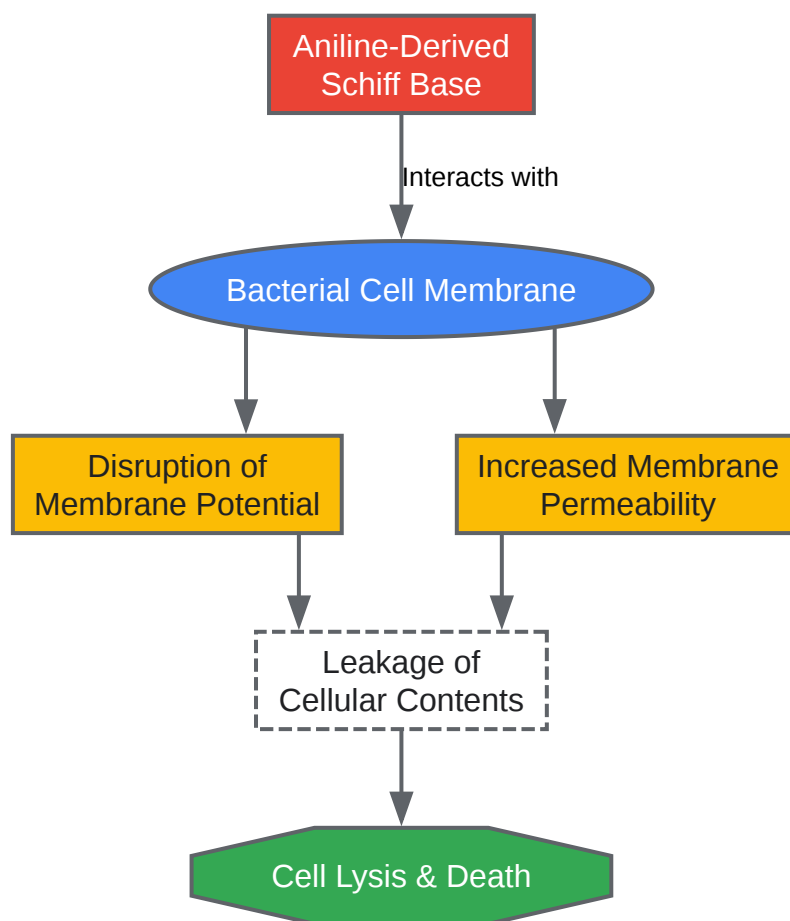 Aniline-Derived
Schiff Base
Interacts with
Bacterial Cell Membrane
Disruption of
Membrane Potential
Increased Membrane
Permeability
Leakage of
Cellular Contents
Cell Lysis & Death